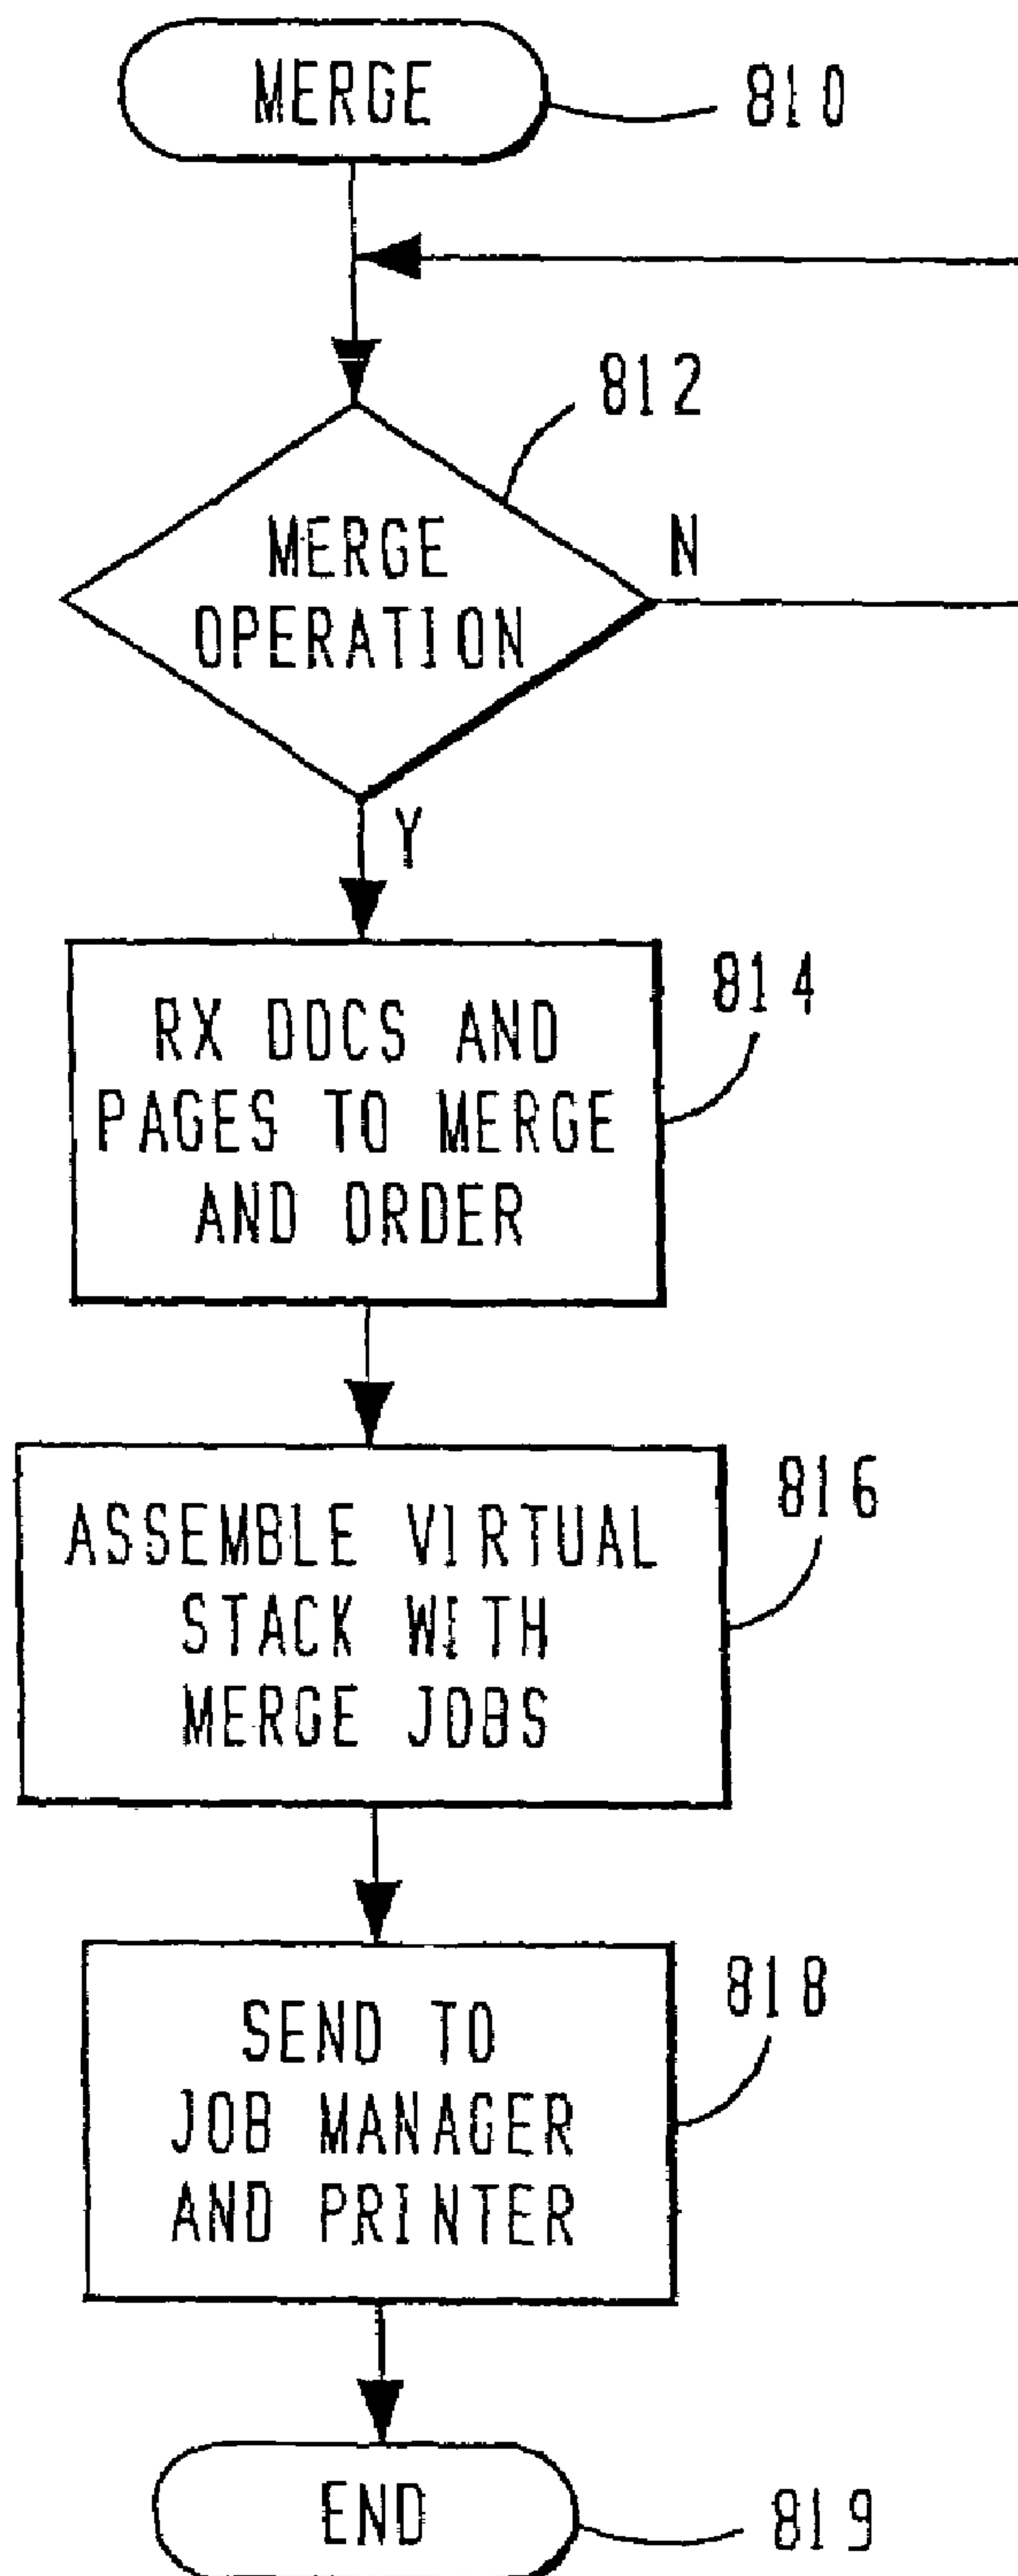 MERGE
810
812
MERGE
OPERATION
N
Y
814
RX DOCS AND
PAGES TO MERGE
AND ORDER
816
ASSEMBLE VIRTUAL
STACK WITH
MERGE JOBS
818
SEND TO
JOB MANAGER
AND PRINTER
END
819